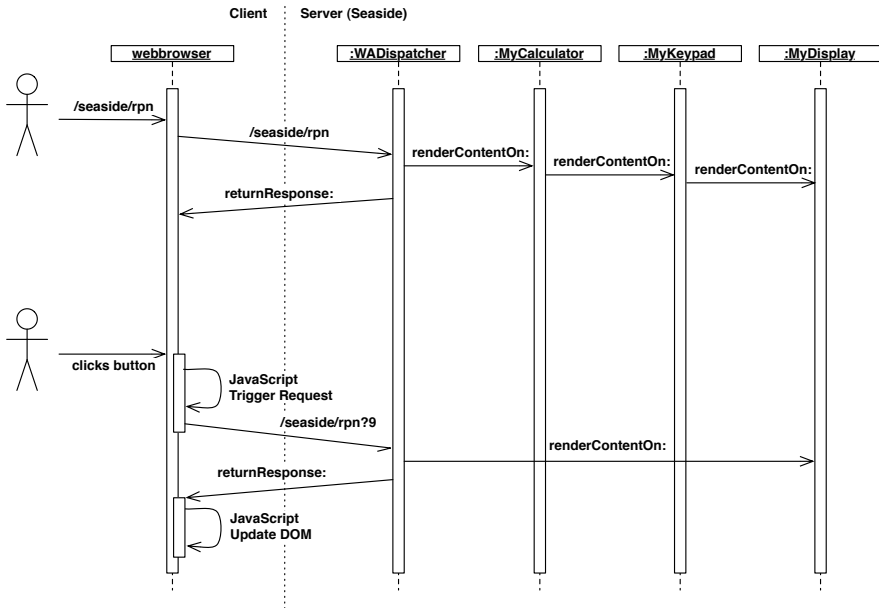 Client
Server (Seaside)
webbrowser
:WADispatcher
:MyCalculator
:MyKeypad
:MyDisplay
/seaside/rpn
/seaside/rpn
renderContentOn:
renderContentOn:
renderContentOn:
returnResponse:
clicks button
JavaScript
Trigger Request
/seaside/rpn?9
renderContentOn:
returnResponse:
JavaScript
Update DOM